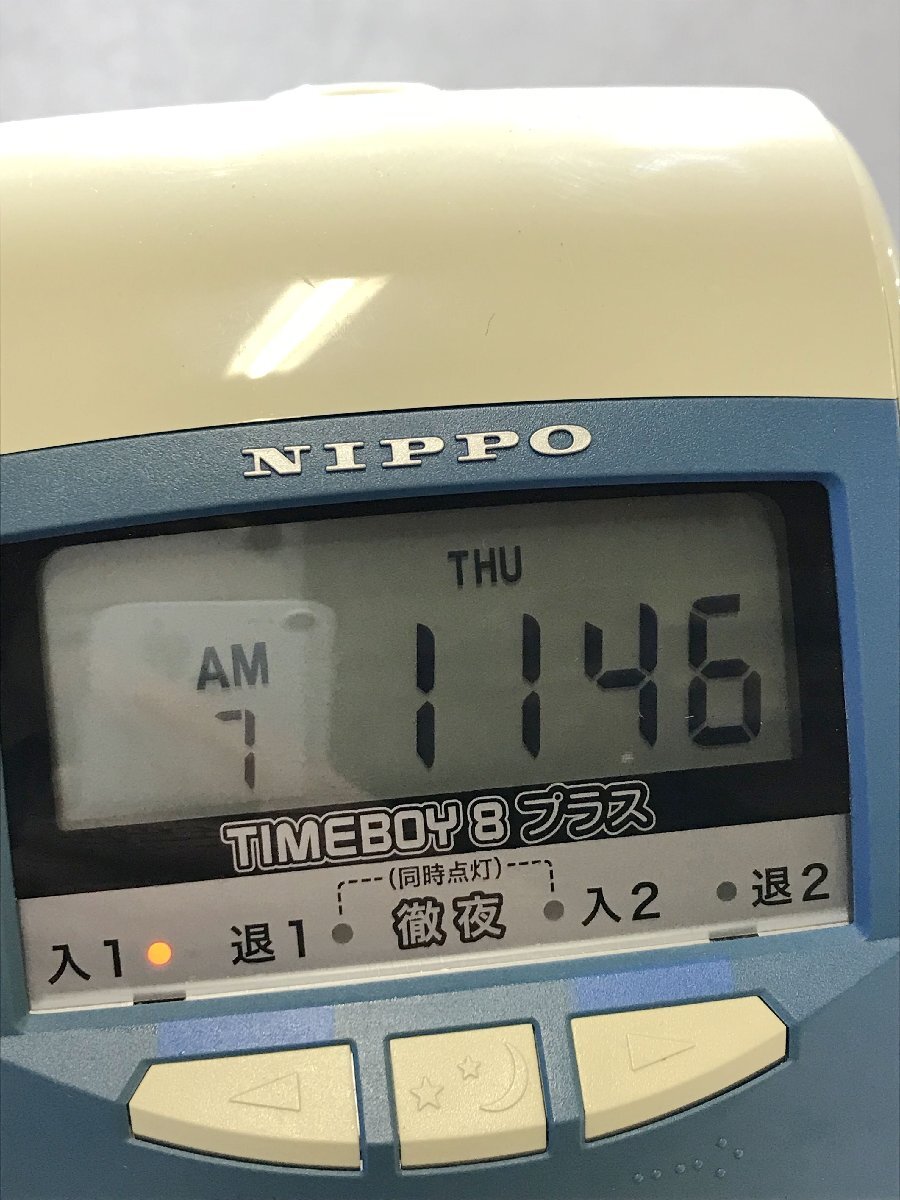 NIPPO
THU
AM
7 1146
TIMEBOY 8 プラス
(同時点灯)
入1 退1 徹夜 入2 退2